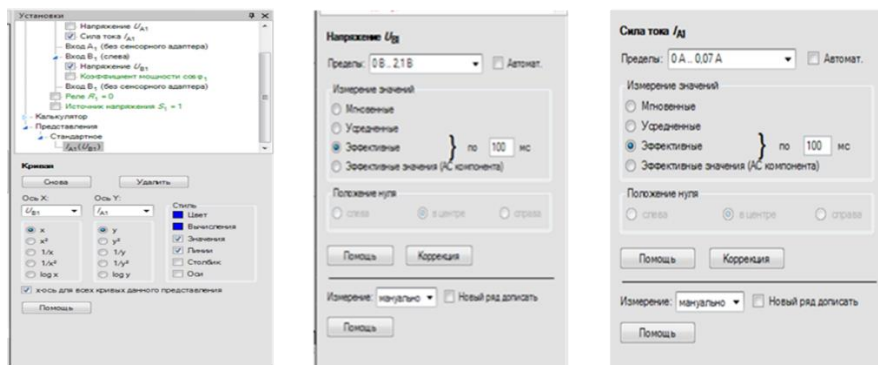 Установки
Напряжение U_A1
Сила тока I_A1
Вход A₁ (без сенсорного адаптера)
Вход B₁ (слева)
Напряжение U_B1
Коэффициент мощности cosφ₁
Вход B₁ (без сенсорного адаптера)
Реле R₁ = 0
Источник напряжения S₁ = 1
Калькулятор
Представления
Стандартное
I_A1(U_B1)
Кривая
Снова Удалить
Ось X: Ось Y: Стиль
U_B1 I_A1 Цвет
x y Вычисления
x² y² Значения
1/x 1/y Линии
1/x² 1/y² Столбик
log x log y Оси
x-ось для всех кривых данного представления
Помощь
Напряжение U_B1
Пределы: 0 В .. 2,1 В Автомат.
Измерение значений
Мгновенные
Усредненные
Эффективные } по 100 мс
Эффективные значения (AC компонента)
Положение нуля
слева в центре справа
Помощь Коррекция
Измерение: мануально Новый ряд дописать
Помощь
Сила тока I_A1
Пределы: 0 А .. 0,07 А Автомат.
Измерение значений
Мгновенные
Усредненные
Эффективные } по 100 мс
Эффективные значения (AC компонента)
Положение нуля
слева в центре справа
Помощь Коррекция
Измерение: мануально Новый ряд дописать
Помощь